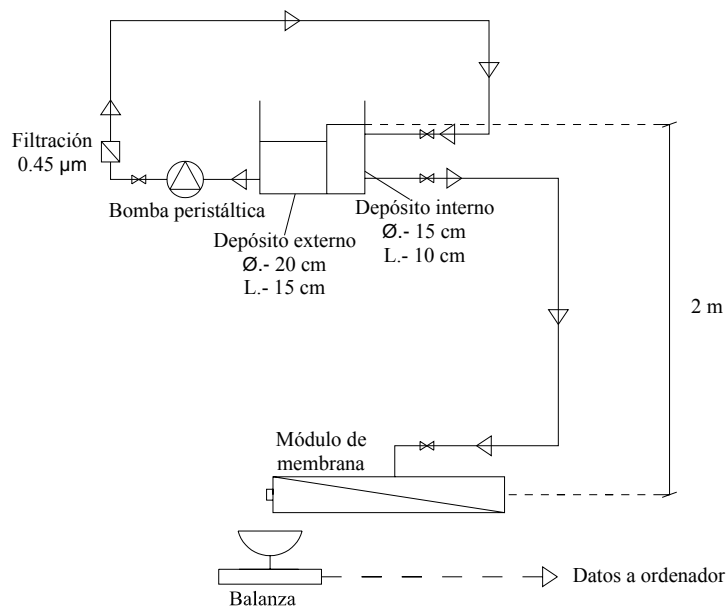 Filtración
0.45 µm
Bomba peristáltica
Depósito externo
Ø.- 20 cm
L.- 15 cm
Depósito interno
Ø.- 15 cm
L.- 10 cm
2 m
Módulo de
membrana
Datos a ordenador
Balanza